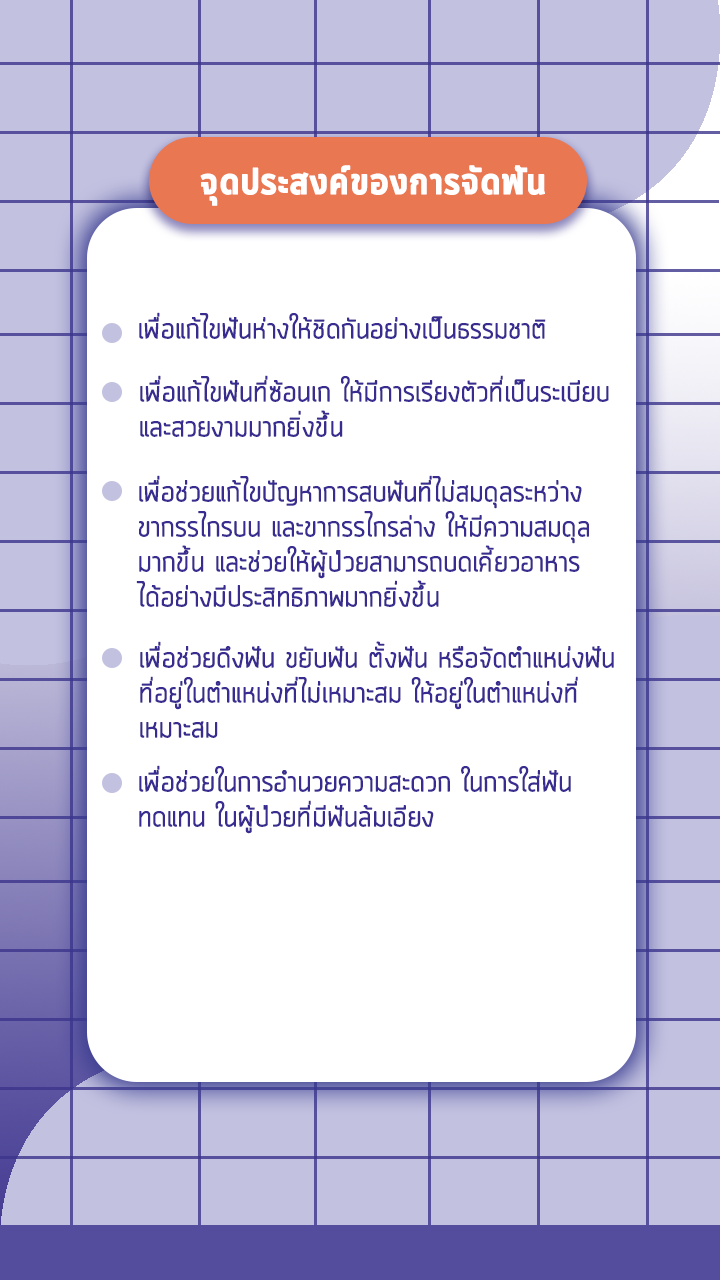 จุดประสงค์ของการจัดฟัน
เพื่อแก้ไขฟันห่างให้ชิดกันอย่างเป็นธรรมชาติ
เพื่อแก้ไขฟันที่ซ้อนเก ให้มีการเรียงตัวที่เป็นระเบียบ
และสวยงามมากยิ่งขึ้น
เพื่อช่วยแก้ไขปัญหาการสบฟันที่ไม่สมดุลระหว่าง
ขากรรไกรบน และขากรรไกรล่าง ให้มีความสมดุล
มากขึ้น และช่วยให้ผู้ป่วยสามารถบดเคี้ยวอาหาร
ได้อย่างมีประสิทธิภาพมากยิ่งขึ้น
เพื่อช่วยดึงฟัน ขยับฟัน ตั้งฟัน หรือจัดตำแหน่งฟัน
ที่อยู่ในตำแหน่งที่ไม่เหมาะสม ให้อยู่ในตำแหน่งที่
เหมาะสม
เพื่อช่วยในการอำนวยความสะดวก ในการใส่ฟัน
ทดแทน ในผู้ป่วยที่มีฟันล้มเอียง